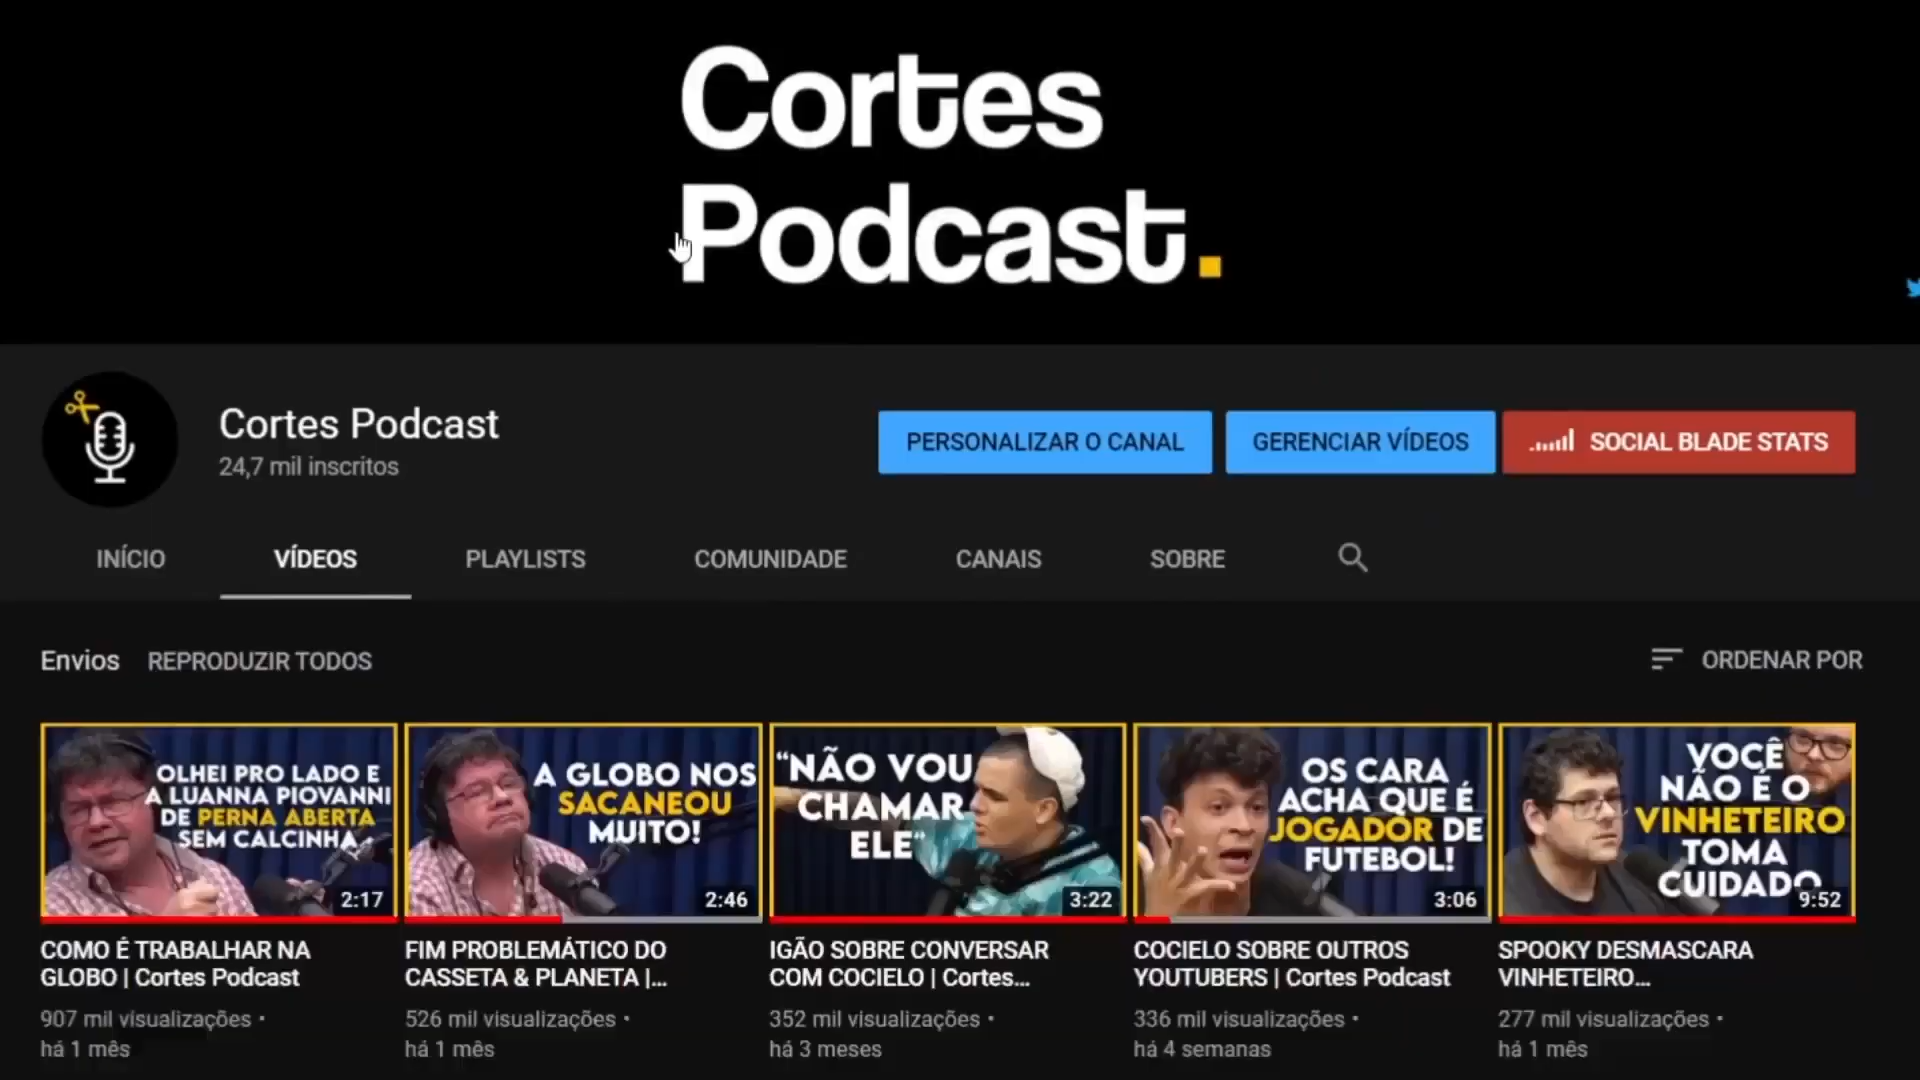 Cortes
Podcast.
Cortes Podcast
24,7 mil inscritos
PERSONALIZAR O CANAL
GERENCIAR VÍDEOS
SOCIAL BLADE STATS
INÍCIO
VÍDEOS
PLAYLISTS
COMUNIDADE
CANAIS
SOBRE
Envios
REPRODUZIR TODOS
ORDENAR POR
OLHEI PRO LADO E
A LUANNA PIOVANNI
DE PERNA ABERTA
SEM CALCINHA
2:17
A GLOBO NOS
SACANEOU
MUITO!
2:46
"NÃO VOU
CHAMAR
ELE"
3:22
OS CARA
ACHA QUE É
JOGADOR DE
FUTEBOL!
3:06
VOCÊ
NÃO É O
VINHETEIRO
TOMA
CUIDADO
9:52
COMO É TRABALHAR NA
GLOBO | Cortes Podcast
907 mil visualizações •
há 1 mês
FIM PROBLEMÁTICO DO
CASSETA & PLANETA |...
526 mil visualizações •
há 1 mês
IGÃO SOBRE CONVERSAR
COM COCIELO | Cortes...
352 mil visualizações •
há 3 meses
COCIELO SOBRE OUTROS
YOUTUBERS | Cortes Podcast
336 mil visualizações •
há 4 semanas
SPOOKY DESMASCARA
VINHETEIRO...
277 mil visualizações •
há 1 mês